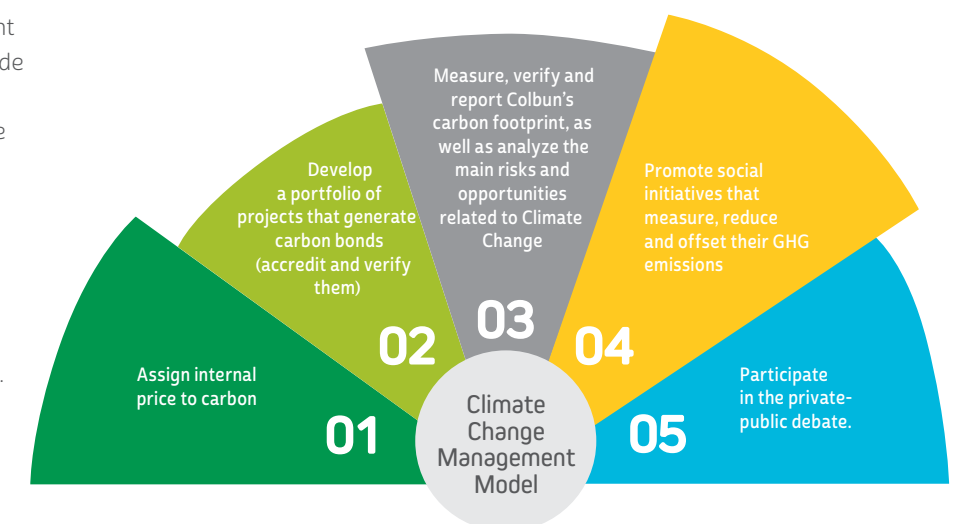 nt
de
e
.
Assign internal
price to carbon
01
Develop
a portfolio of
projects that generate
carbon bonds
(accredit and verify
them)
02
Measure, verify and
report Colbun's
carbon footprint, as
well as analyze the
main risks and
opportunities
related to Climate
Change
03
Promote social
initiatives that
measure, reduce
and offset their GHG
emissions
04
Participate
in the private-
public debate.
05
Climate
Change
Management
Model